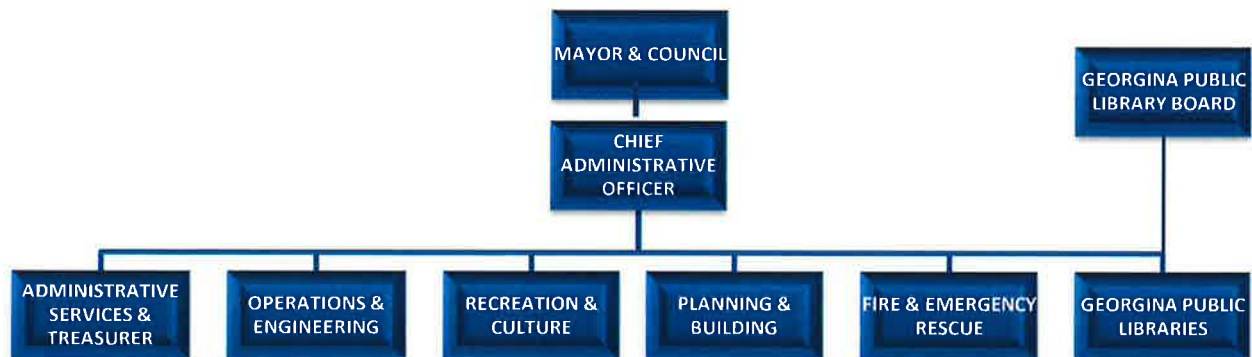 MAYOR & COUNCIL
GEORGINA PUBLIC
LIBRARY BOARD
CHIEF
ADMINISTRATIVE
OFFICER
ADMINISTRATIVE
SERVICES &
TREASURER
OPERATIONS &
ENGINEERING
RECREATION &
CULTURE
PLANNING &
BUILDING
FIRE & EMERGENCY
RESCUE
GEORGINA PUBLIC
LIBRARIES